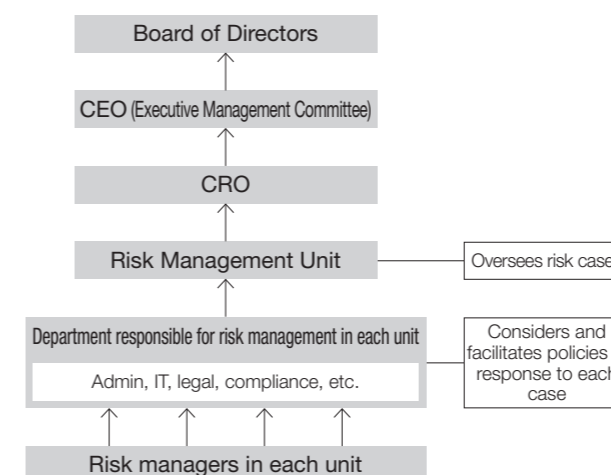 Board of Directors
CEO (Executive Management Committee)
CRO
Risk Management Unit
Oversees risk case
Department responsible for risk management in each unit
Admin, IT, legal, compliance, etc.
Considers and
facilitates policies
response to each
case
Risk managers in each unit